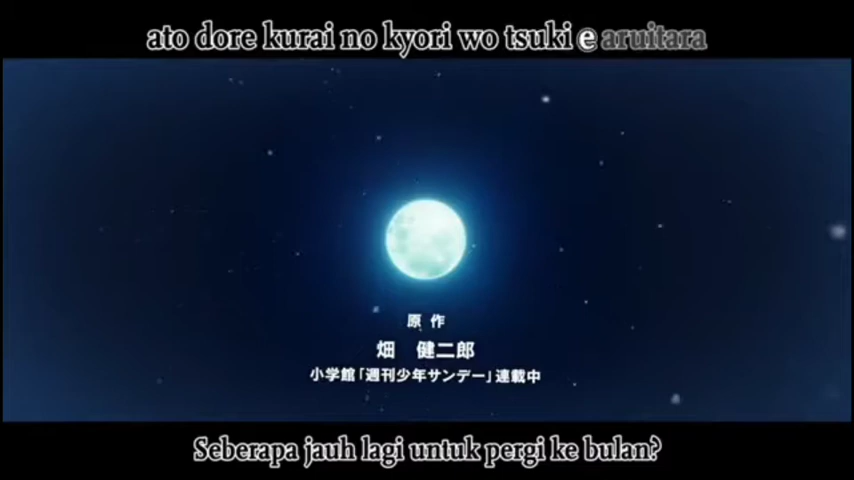 ato dore kurai no kyori wo tsuki e aruitara
原 作
畑 健二郎
小学館「週刊少年サンデー」連載中
Seberapa jauh lagi untuk pergi ke bulan?